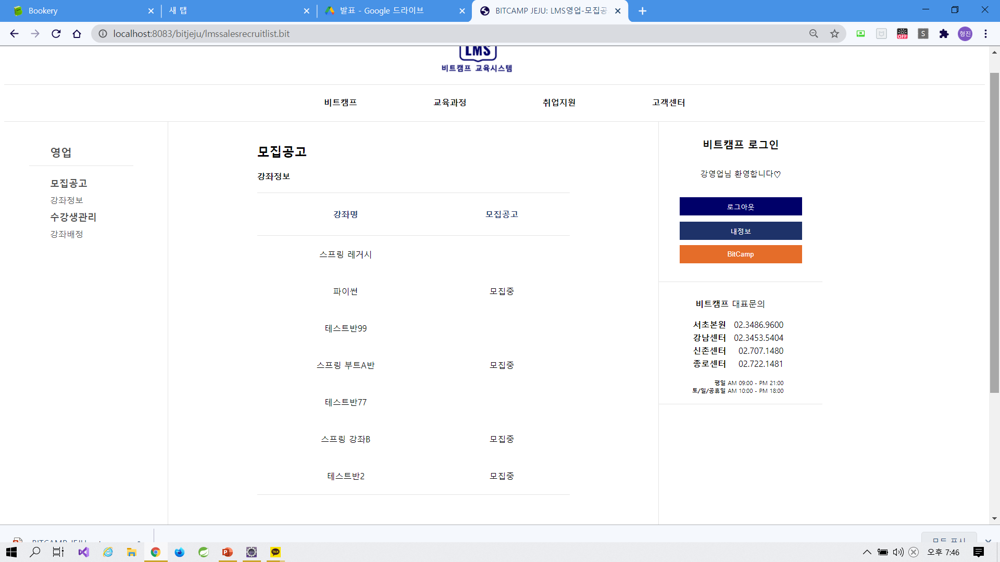 Bookery
새 탭
발표 - Google 드라이브
BITCAMP JEJU: LMS영업-모집공
localhost:8083/bitjeju/lmssalesrecruitlist.bit
OFF
S
형진
LMS
비트캠프 교육시스템
비트캠프 교육과정 취업지원 고객센터
영업
모집공고
강좌정보
수강생관리
강좌배정
모집공고
강좌정보
강좌명 모집공고
스프링 레거시
파이썬 모집중
테스트반99
스프링 부트A반 모집중
테스트반77
스프링 강좌B 모집중
테스트반2 모집중
비트캠프 로그인
강영업님 환영합니다♡
로그아웃
내정보
BitCamp
비트캠프 대표문의
서초본원 02.3486.9600
강남센터 02.3453.5404
신촌센터 02.707.1480
종로센터 02.722.1481
평일 AM 09:00 - PM 21:00
토/일/공휴일 AM 10:00 - PM 18:00
모두 표시
TALK
오후 7:46